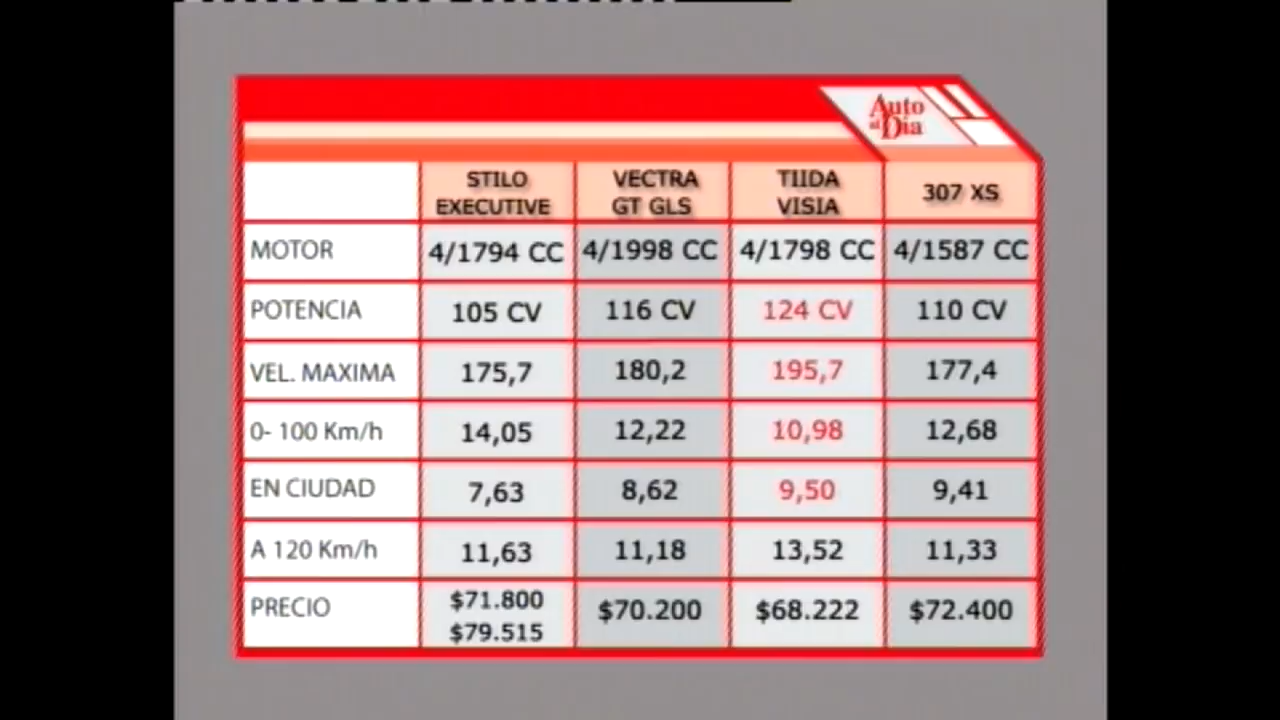 Auto
al Dia
STILO EXECUTIVE VECTRA GT GLS TIIDA VISIA 307 XS
MOTOR 4/1794 CC 4/1998 CC 4/1798 CC 4/1587 CC
POTENCIA 105 CV 116 CV 124 CV 110 CV
VEL. MAXIMA 175,7 180,2 195,7 177,4
0- 100 Km/h 14,05 12,22 10,98 12,68
EN CIUDAD 7,63 8,62 9,50 9,41
A 120 Km/h 11,63 11,18 13,52 11,33
PRECIO $71.800 $79.515 $70.200 $68.222 $72.400